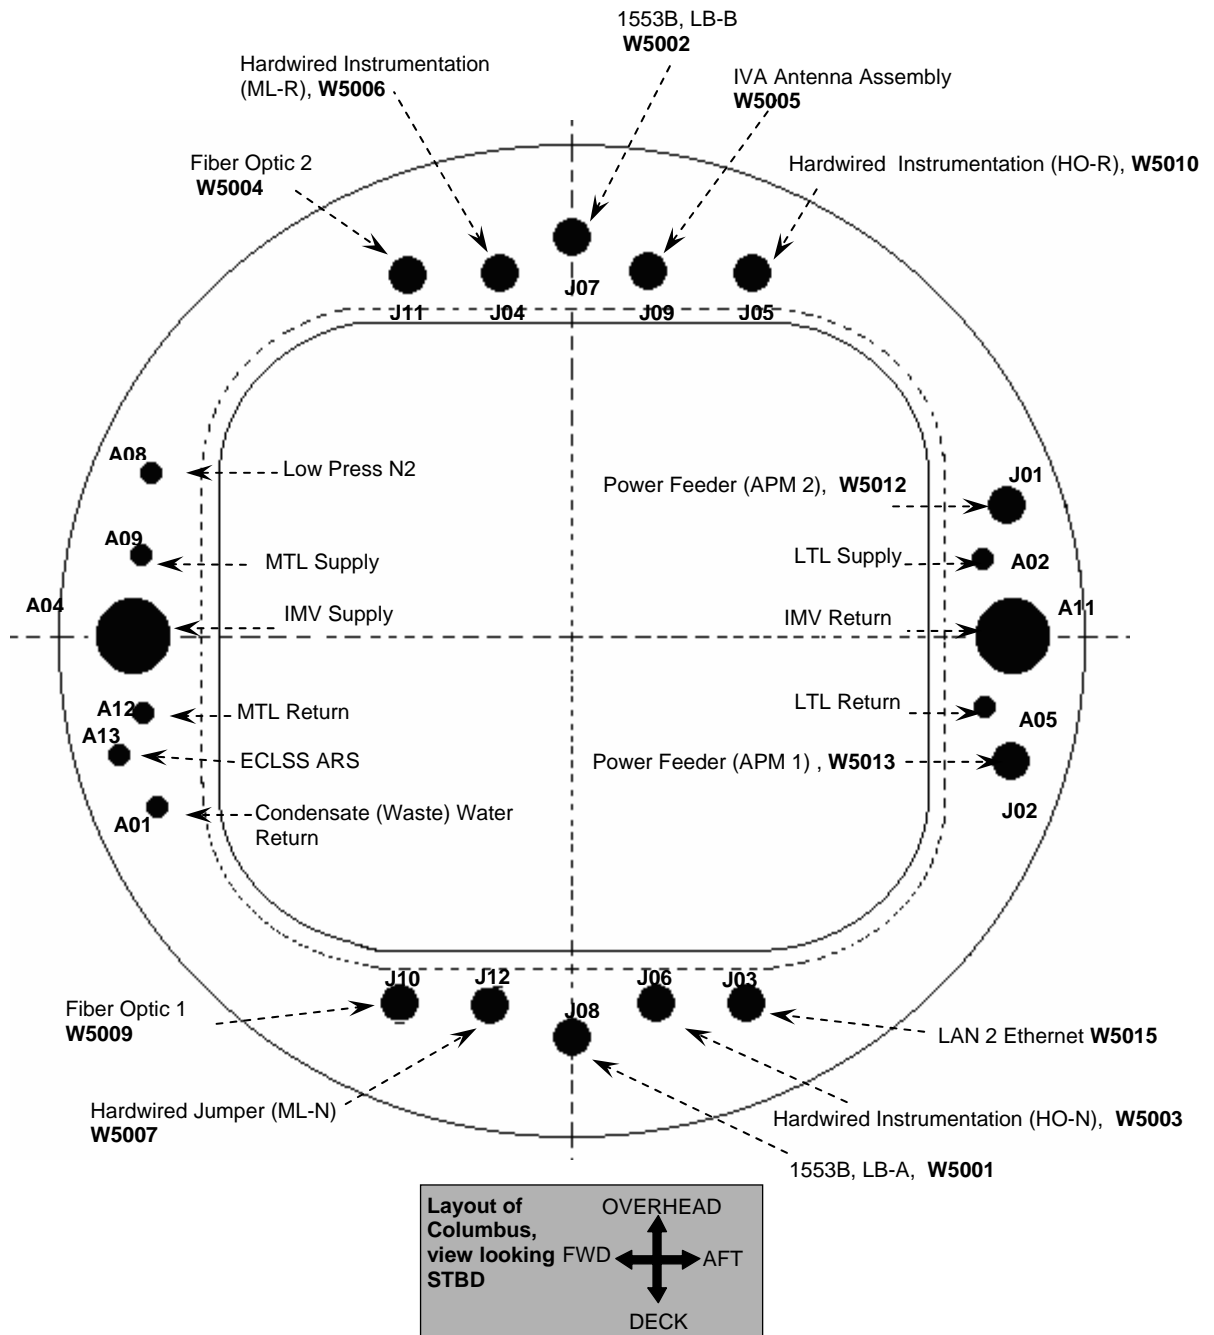 1553B, LB-B
W5002
Hardwired Instrumentation
(ML-R), W5006
IVA Antenna Assembly
W5005
Fiber Optic 2
W5004
Hardwired Instrumentation (HO-R), W5010
J07
J11
J04
J09
J05
A08
Low Press N2
Power Feeder (APM 2), W5012
J01
A09
MTL Supply
LTL Supply
A02
A04
IMV Supply
IMV Return
A11
A12
MTL Return
LTL Return
A05
A13
ECLSS ARS
Power Feeder (APM 1) , W5013
A01
Condensate (Waste) Water
Return
J02
J10
J12
J06
J03
J08
Fiber Optic 1
W5009
LAN 2 Ethernet W5015
Hardwired Jumper (ML-N)
W5007
Hardwired Instrumentation (HO-N), W5003
1553B, LB-A, W5001
Layout of
Columbus,
view looking
STBD
OVERHEAD
FWD
AFT
DECK